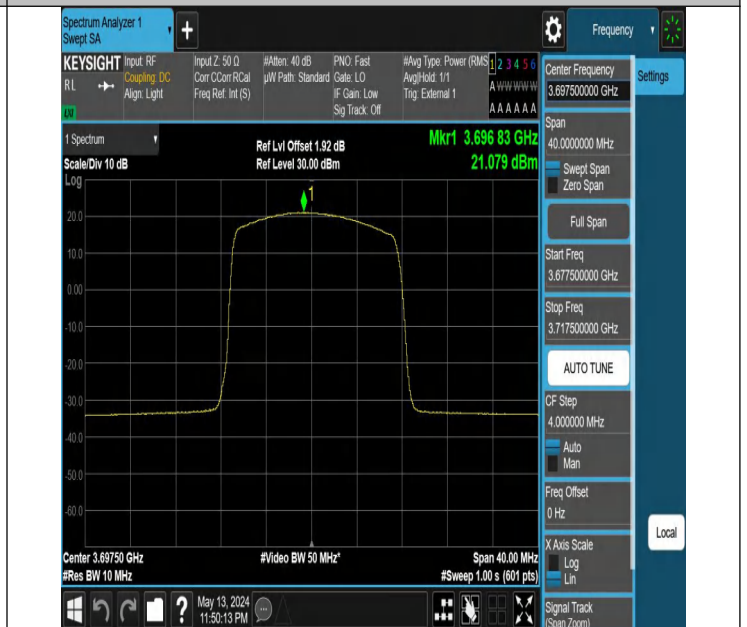 Spectrum Analyzer 1
Swept SA
+
Frequency
KEYSIGHT
RL
Input: RF
Coupling: DC
Align: Light
Input Z: 50 Ω
Corr CCorr RCal
Freq Ref: Int (S)
#Atten: 40 dB
µW Path: Standard
PNO: Fast
Gate: LO
IF Gain: Low
Sig Track: Off
#Avg Type: Power (RMS
Avg|Hold: 1/1
Trig: External 1
1 2 3 4 5 6
A W W W W W
A A A A A A
1 Spectrum
Scale/Div 10 dB
Log
Ref Lvl Offset 1.92 dB
Ref Level 30.00 dBm
Mkr1 3.696 83 GHz
21.079 dBm
1
20.0
10.0
0.00
-10.0
-20.0
-30.0
-40.0
-50.0
-60.0
Center 3.69750 GHz
#Res BW 10 MHz
#Video BW 50 MHz*
Span 40.00 MHz
#Sweep 1.00 s (601 pts)
?
May 13, 2024
11:50:13 PM
Center Frequency
3.697500000 GHz
Settings
Span
40.0000000 MHz
Swept Span
Zero Span
Full Span
Start Freq
3.677500000 GHz
Stop Freq
3.717500000 GHz
AUTO TUNE
CF Step
4.000000 MHz
Auto
Man
Freq Offset
0 Hz
Local
X Axis Scale
Log
Lin
Signal Track
(Span Zoom)